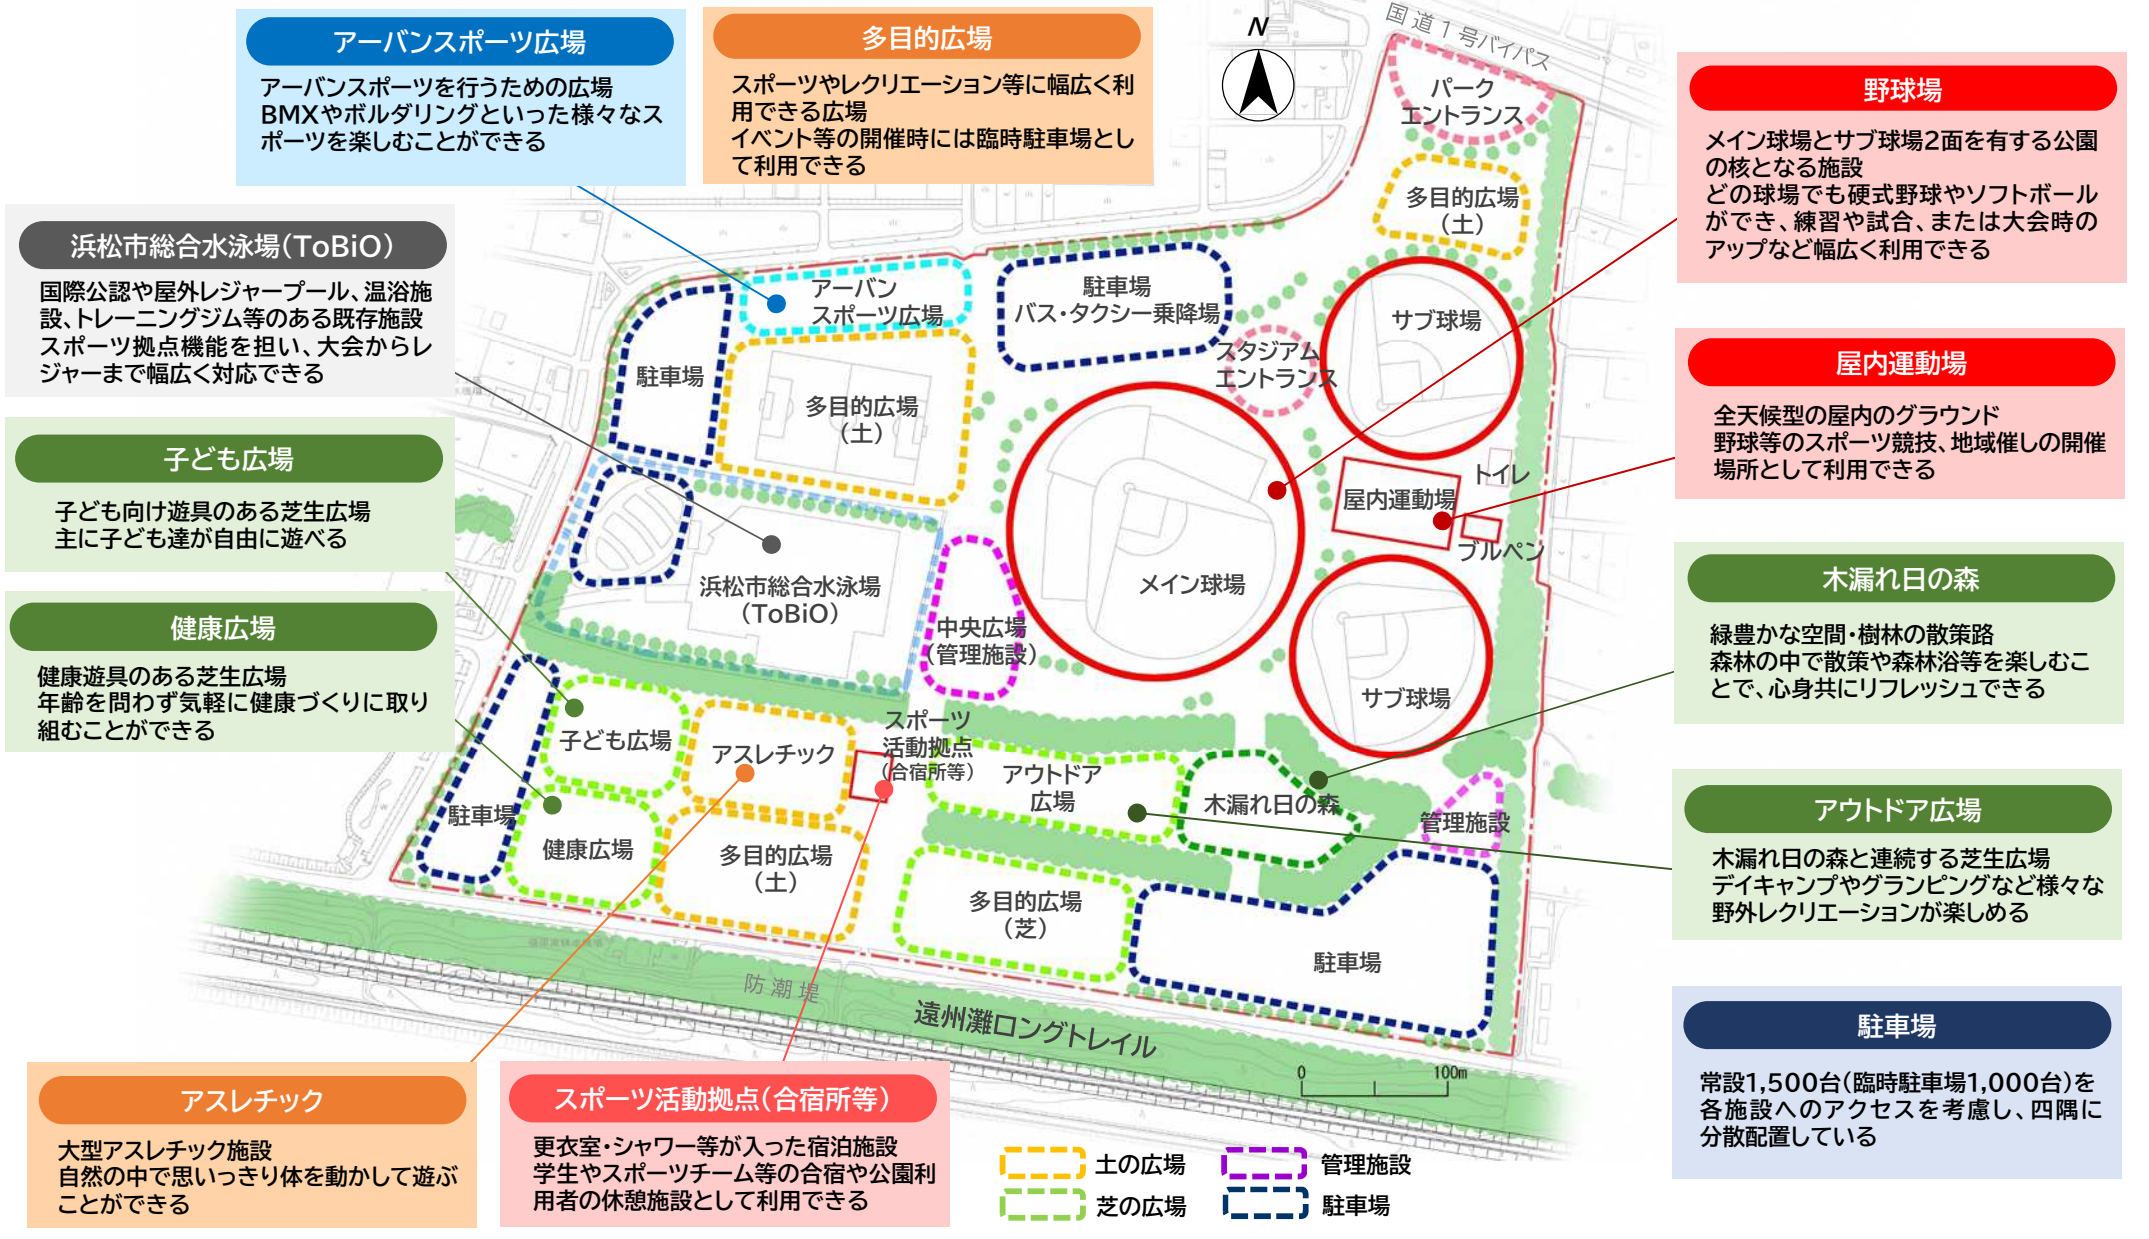 アーバンスポーツ広場
アーバンスポーツを行うための広場
BMXやボルダリングといった様々なス
ポーツを楽しむことができる
多目的広場
スポーツやレクリエーション等に幅広く利
用できる広場
イベント等の開催時には臨時駐車場とし
て利用できる
N
国道1号バイパス
野球場
メイン球場とサブ球場2面を有する公園
の核となる施設
どの球場でも硬式野球やソフトボール
ができ、練習や試合、または大会時の
アップなど幅広く利用できる
浜松市総合水泳場(ToBiO)
国際公認や屋外レジャープール、温浴施
設、トレーニングジム等のある既存施設
スポーツ拠点機能を担い、大会からレ
ジャーまで幅広く対応できる
屋内運動場
全天候型の屋内のグラウンド
野球等のスポーツ競技、地域催しの開催
場所として利用できる
子ども広場
子ども向け遊具のある芝生広場
主に子ども達が自由に遊べる
健康広場
健康遊具のある芝生広場
年齢を問わず気軽に健康づくりに取り
組むことができる
木漏れ日の森
緑豊かな空間・樹林の散策路
森林の中で散策や森林浴等を楽しむこ
とで、心身共にリフレッシュできる
アウトドア広場
木漏れ日の森と連続する芝生広場
デイキャンプやグランピングなど様々な
野外レクリエーションが楽しめる
駐車場
常設1,500台(臨時駐車場1,000台)を
各施設へのアクセスを考慮し、四隅に
分散配置している
パーク
エントランス
多目的広場
(土)
アーバン
スポーツ広場
駐車場
バス・タクシー乗降場
サブ球場
スタジアム
エントランス
駐車場
多目的広場
(土)
トイレ
屋内運動場
ブルペン
メイン球場
浜松市総合水泳場
(ToBiO)
中央広場
(管理施設)
サブ球場
スポーツ
活動拠点
(合宿所等)
子ども広場
アスレチック
アウトドア
広場
木漏れ日の森
管理施設
駐車場
健康広場
多目的広場
(土)
多目的広場
(芝)
駐車場
防潮堤
遠州灘ロングトレイル
0 100m
アスレチック
大型アスレチック施設
自然の中で思いっきり体を動かして遊ぶ
ことができる
スポーツ活動拠点(合宿所等)
更衣室・シャワー等が入った宿泊施設
学生やスポーツチーム等の合宿や公園利
用者の休憩施設として利用できる
土の広場
管理施設
芝の広場
駐車場